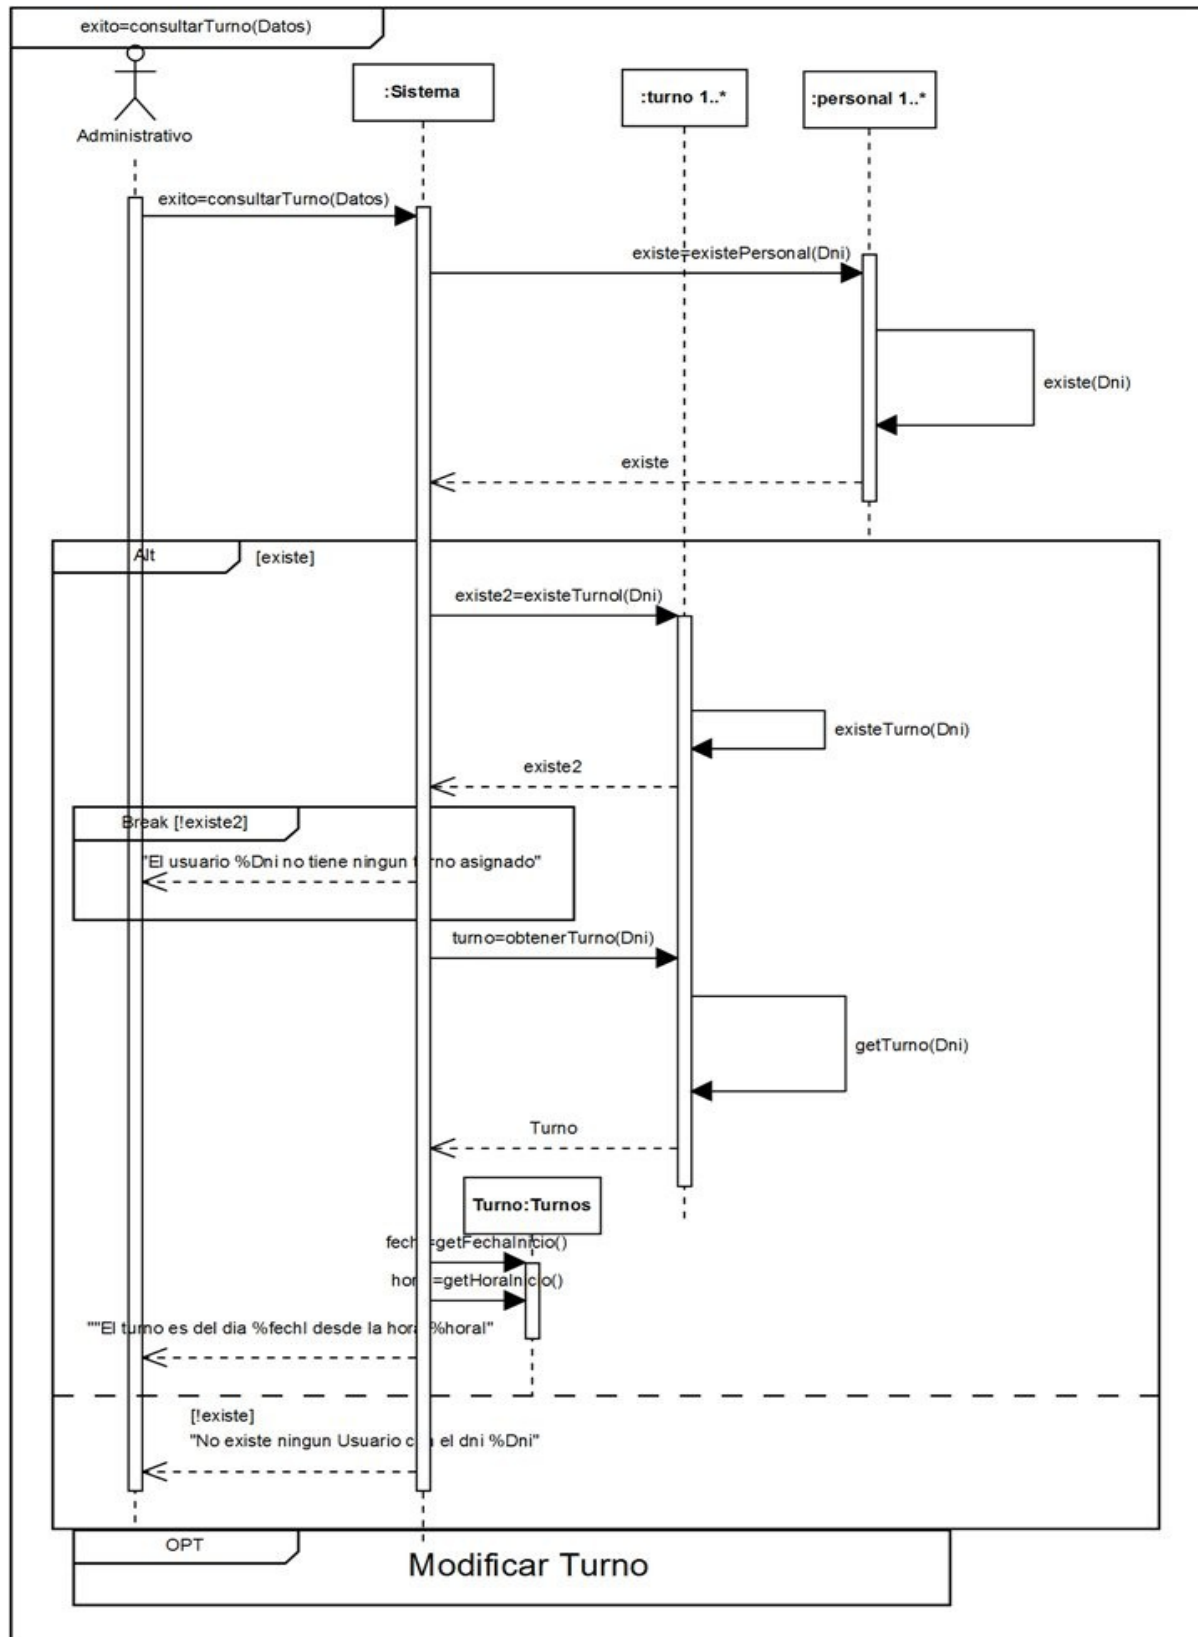 exito=consultarTurno(Datos)
:Sistema
:turno 1..*
:personal 1..*
Administrativo
exito=consultarTurno(Datos)
existe=existePersonal(Dni)
existe(Dni)
existe
Alt
[existe]
existe2=existeTurnol(Dni)
existeTurno(Dni)
existe2
Break [!existe2]
"El usuario %Dni no tiene ningun turno asignado"
turno=obtenerTurno(Dni)
getTurno(Dni)
Turno
Turno:Turnos
=getFechaInicio()
=getHoraInicio()
""El turno es del dia %fechI desde la hora %horaI"
[!existe]
"No existe ningun Usuario con el dni %Dni"
OPT
Modificar Turno